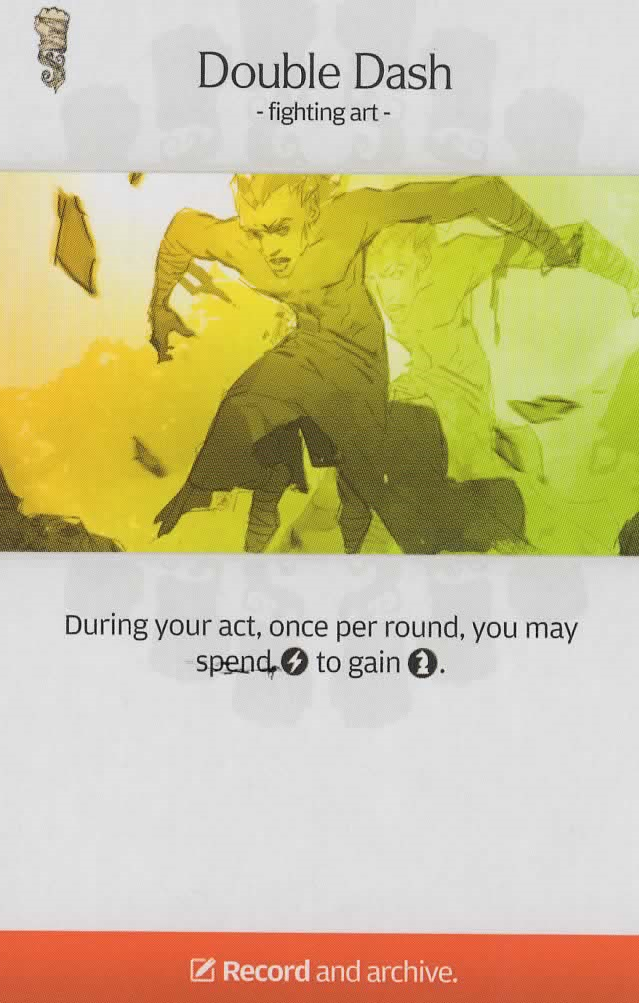 Double Dash
- fighting art -
During your act, once per round, you may
spend to gain .
Record and archive.